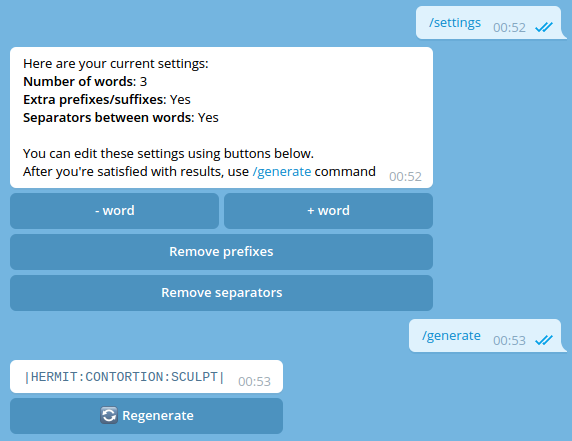 /settings 00:52
Here are your current settings:
Number of words: 3
Extra prefixes/suffixes: Yes
Separators between words: Yes
You can edit these settings using buttons below.
After you're satisfied with results, use /generate command 00:52
- word + word
Remove prefixes
Remove separators
/generate 00:53
|HERMIT:CONTORTION:SCULPT| 00:53
Regenerate